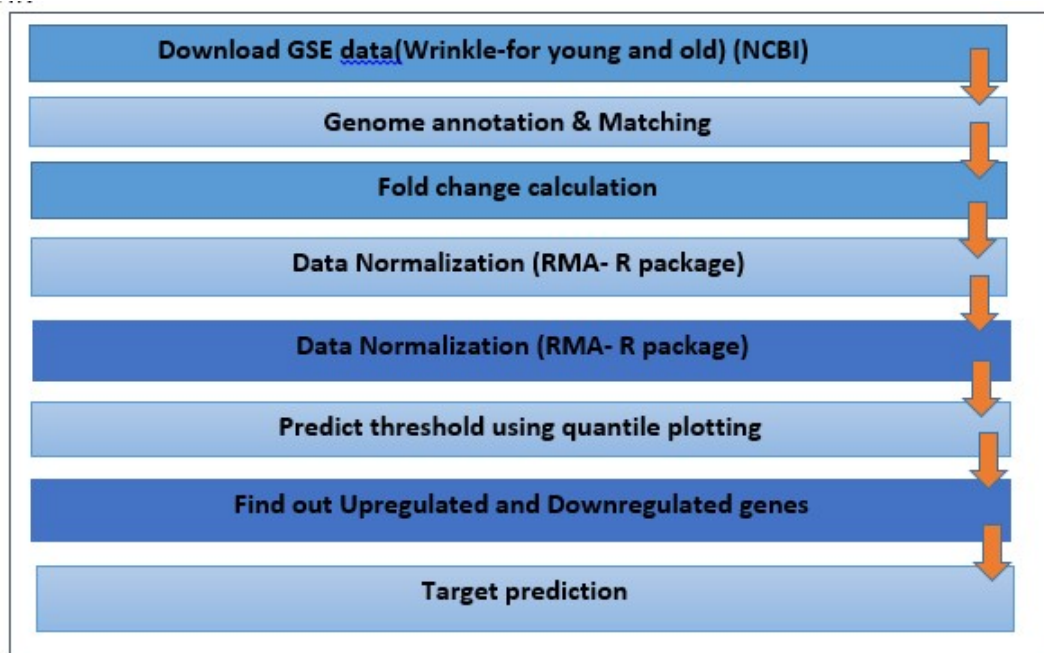 Download GSE data(Wrinkle-for young and old) (NCBI)
Genome annotation & Matching
Fold change calculation
Data Normalization (RMA- R package)
Data Normalization (RMA- R package)
Predict threshold using quantile plotting
Find out Upregulated and Downregulated genes
Target prediction